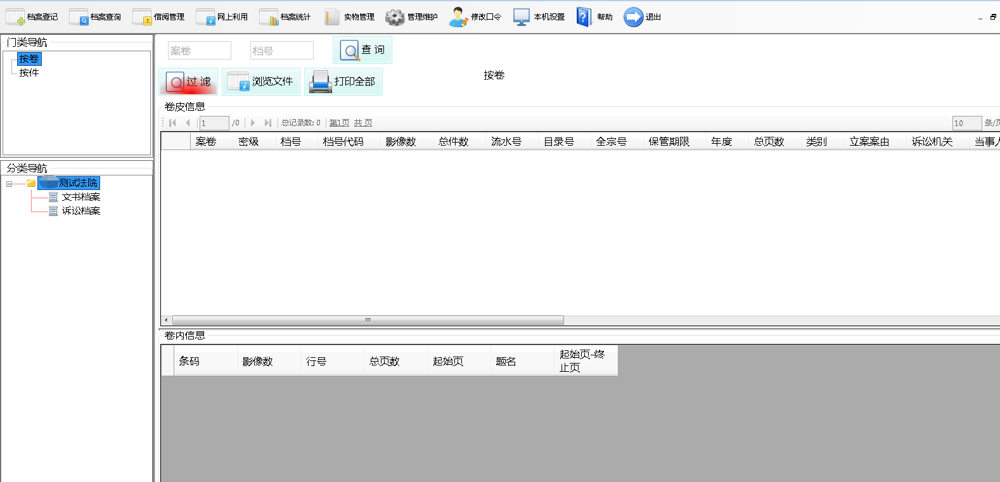 档案登记 档案查询 借阅管理 网上利用 档案统计 实物管理 管理维护 修改口令 本机设置 帮助 退出
门类导航
按卷
按件
分类导航
测试法院
文书档案
诉讼档案
案卷 档号 查 询
过 滤 浏览文件 打印全部
按卷
卷皮信息
1 /0 总记录数: 0 第1页 共 页 10 条/页
案卷 密级 档号 档号代码 影像数 总件数 流水号 目录号 全宗号 保管期限 年度 总页数 类别 立案案由 诉讼机关 当事人
卷内信息
条码 影像数 行号 总页数 起始页 题名 起始页-终
止页